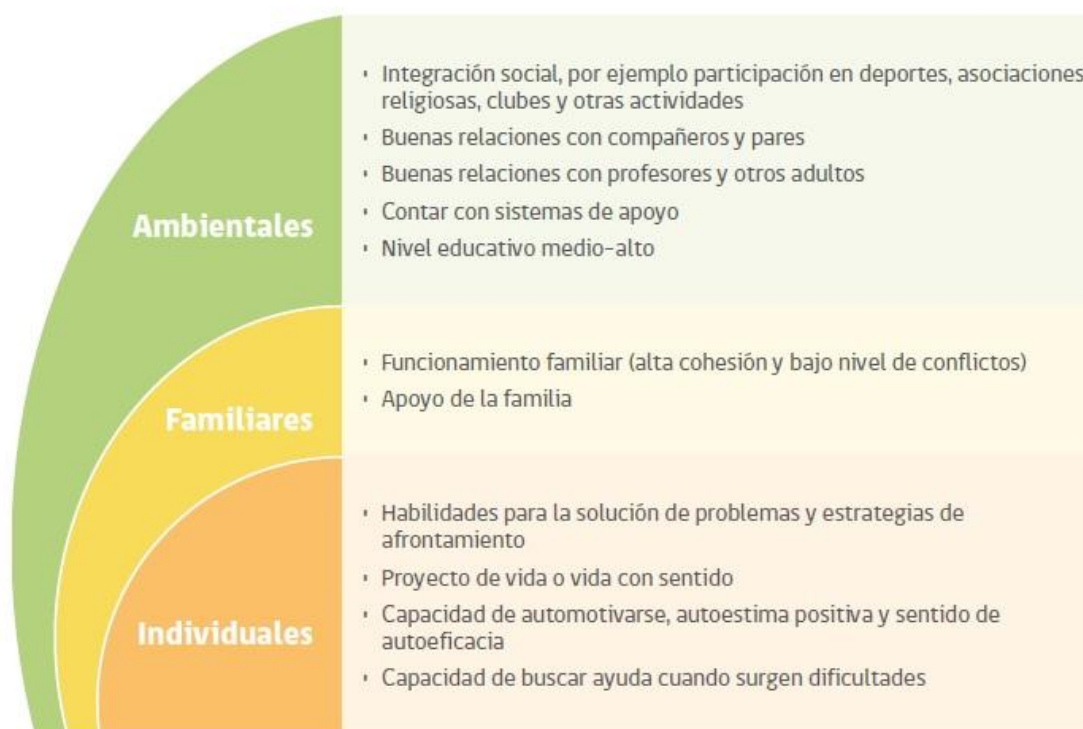 Ambientales
• Integración social, por ejemplo participación en deportes, asociaciones
religiosas, clubes y otras actividades
• Buenas relaciones con compañeros y pares
• Buenas relaciones con profesores y otros adultos
• Contar con sistemas de apoyo
• Nivel educativo medio-alto
Familiares
• Funcionamiento familiar (alta cohesión y bajo nivel de conflictos)
• Apoyo de la familia
Individuales
• Habilidades para la solución de problemas y estrategias de
afrontamiento
• Proyecto de vida o vida con sentido
• Capacidad de automotivarse, autoestima positiva y sentido de
autoeficacia
• Capacidad de buscar ayuda cuando surgen dificultades